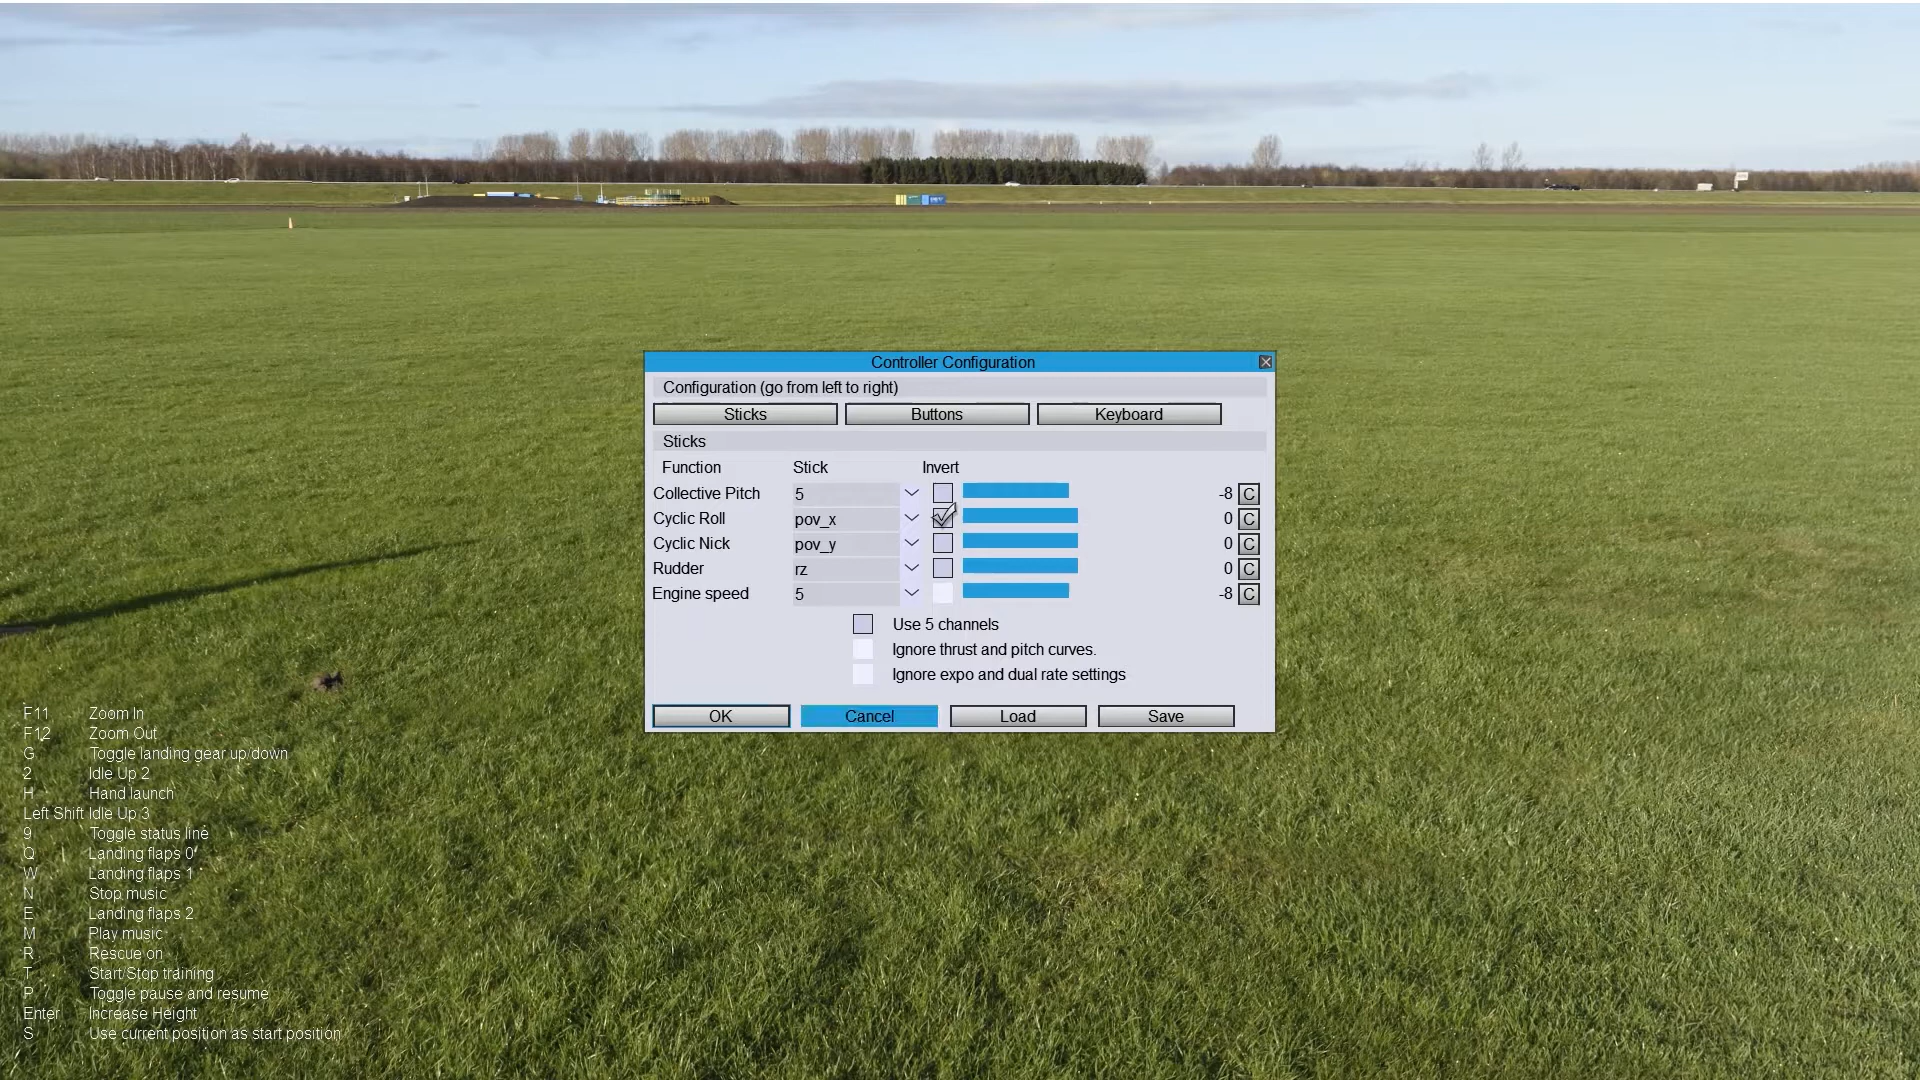 Controller Configuration
Configuration (go from left to right)
Sticks Buttons Keyboard
Sticks
Function Stick Invert
Collective Pitch 5 -8 C
Cyclic Roll pov_x 0 C
Cyclic Nick pov_y 0 C
Rudder rz 0 C
Engine speed 5 -8 C
Use 5 channels
Ignore thrust and pitch curves.
Ignore expo and dual rate settings
OK Cancel Load Save
F11 Zoom In
F12 Zoom Out
G Toggle landing gear up/down
2 Idle Up 2
H Hand launch
Left Shift Idle Up 3
9 Toggle status line
Q Landing flaps 0
W Landing flaps 1
N Stop music
E Landing flaps 2
M Play music
R Rescue on
T Start/Stop training
P Toggle pause and resume
Enter Increase Height
S Use current position as start position